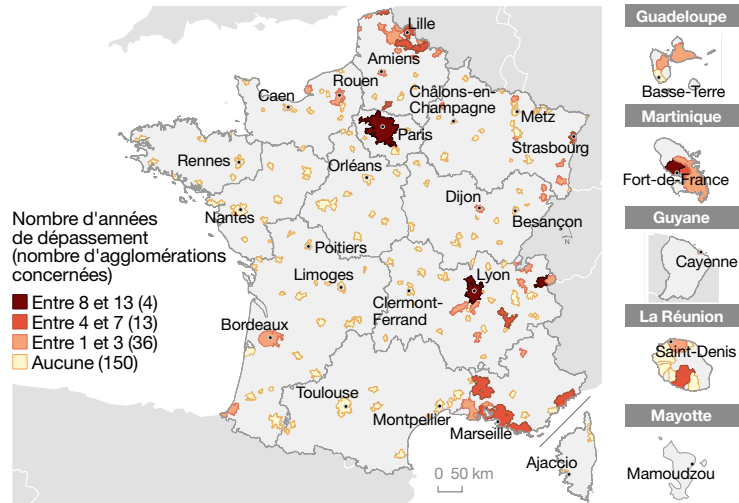 Lille
Amiens
Rouen
Caen
Châlons-en-
Champagne
Metz
Paris
Strasbourg
Rennes
Orléans
Nantes
Dijon
Besançon
Nombre d'années
de dépassement
(nombre d'agglomérations
concernées)
Entre 8 et 13 (4)
Entre 4 et 7 (13)
Entre 1 et 3 (36)
Aucune (150)
Poitiers
Limoges
Clermont-
Ferrand
Lyon
Bordeaux
Toulouse
Montpellier
Marseille
Ajaccio
0 50 km
N
Guadeloupe
Basse-Terre
Martinique
Fort-de-France
Guyane
Cayenne
La Réunion
Saint-Denis
Mayotte
Mamoudzou